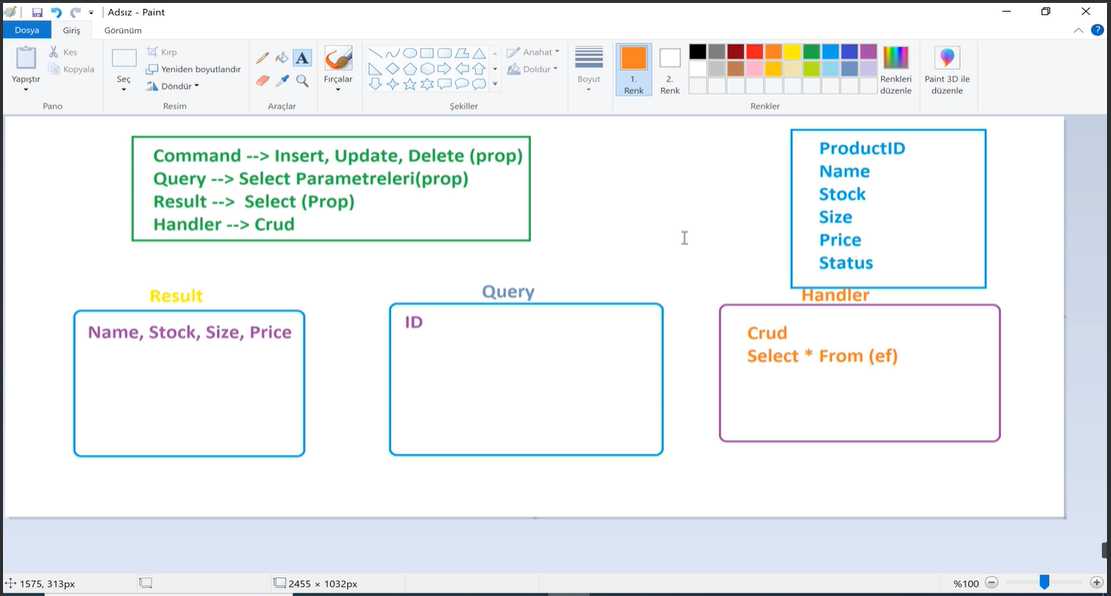 Adsız - Paint
Dosya
Giriş
Görünüm
Yapıştır
Kes
Kopyala
Pano
Seç
Kırp
Yeniden boyutlandır
Döndür
Resim
A
Araçlar
Fırçalar
Anahat
Doldur
Şekiller
Boyut
1.
Renk
2.
Renk
Renkleri
düzenle
Renkler
Paint 3D ile
düzenle
Command --> Insert, Update, Delete (prop)
Query --> Select Parametreleri(prop)
Result --> Select (Prop)
Handler --> Crud
ProductID
Name
Stock
Size
Price
Status
Result
Name, Stock, Size, Price
Query
ID
Handler
Crud
Select * From (ef)
1575, 313px
2455 × 1032px
%100